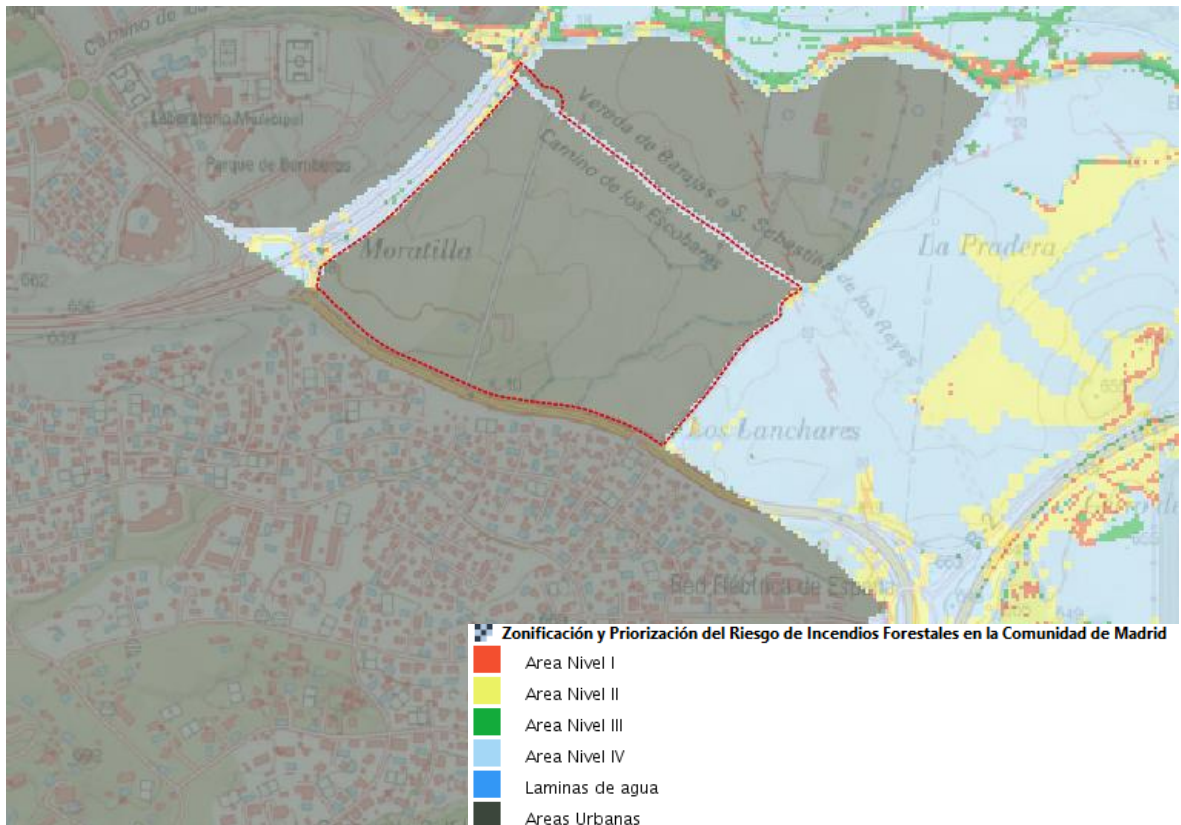 Camino de los
Laboratorio Municipal
Parque de Bomberos
Vereda de Barajas a S. Sebastián de los Reyes
Camino de los Escobares
Moratilla
La Pradera
662
656
K. 10
Los Lanchares
Red Eléctrica de España
649
Zonificación y Priorización del Riesgo de Incendios Forestales en la Comunidad de Madrid
Area Nivel I
Area Nivel II
Area Nivel III
Area Nivel IV
Laminas de agua
Areas Urbanas